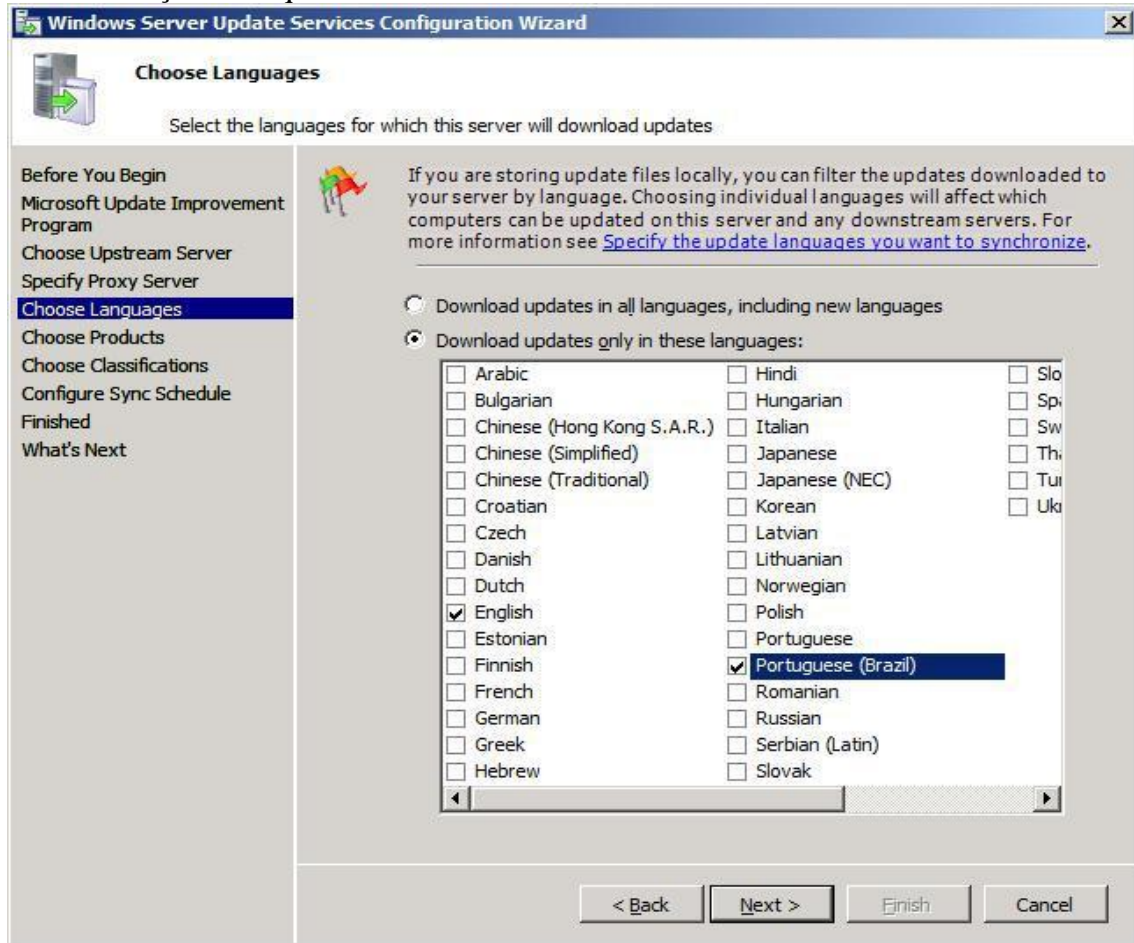 Windows Server Update Services Configuration Wizard
Choose Languages
Select the languages for which this server will download updates
Before You Begin
Microsoft Update Improvement
Program
Choose Upstream Server
Specify Proxy Server
Choose Languages
Choose Products
Choose Classifications
Configure Sync Schedule
Finished
What's Next
If you are storing update files locally, you can filter the updates downloaded to
your server by language. Choosing individual languages will affect which
computers can be updated on this server and any downstream servers. For
more information see Specify the update languages you want to synchronize.
Download updates in all languages, including new languages
Download updates only in these languages:
Arabic
Bulgarian
Chinese (Hong Kong S.A.R.)
Chinese (Simplified)
Chinese (Traditional)
Croatian
Czech
Danish
Dutch
English
Estonian
Finnish
French
German
Greek
Hebrew
Hindi
Hungarian
Italian
Japanese
Japanese (NEC)
Korean
Latvian
Lithuanian
Norwegian
Polish
Portuguese
Portuguese (Brazil)
Romanian
Russian
Serbian (Latin)
Slovak
Slo
Sp
Sw
Th
Tu
Uk
< Back
Next >
Finish
Cancel